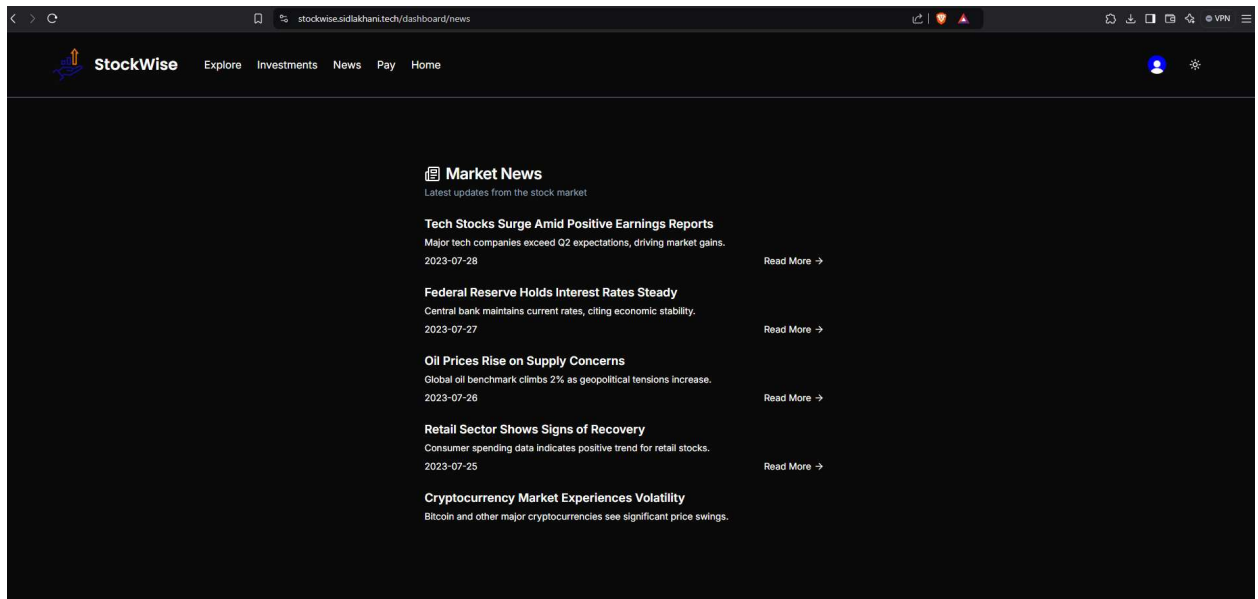 stockwise.sidlakhani.tech/dashboard/news
VPN
StockWise Explore Investments News Pay Home
Market News
Latest updates from the stock market
Tech Stocks Surge Amid Positive Earnings Reports
Major tech companies exceed Q2 expectations, driving market gains.
2023-07-28 Read More →
Federal Reserve Holds Interest Rates Steady
Central bank maintains current rates, citing economic stability.
2023-07-27 Read More →
Oil Prices Rise on Supply Concerns
Global oil benchmark climbs 2% as geopolitical tensions increase.
2023-07-26 Read More →
Retail Sector Shows Signs of Recovery
Consumer spending data indicates positive trend for retail stocks.
2023-07-25 Read More →
Cryptocurrency Market Experiences Volatility
Bitcoin and other major cryptocurrencies see significant price swings.